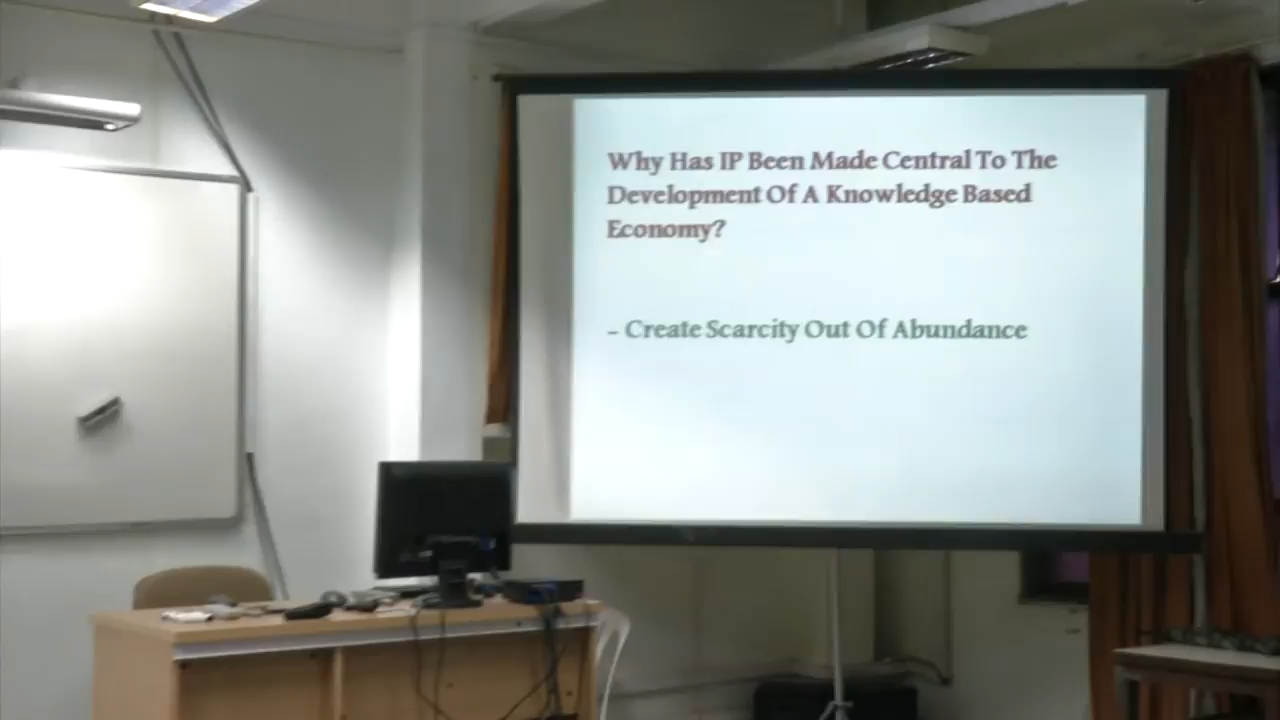 Why Has IP Been Made Central To The
Development Of A Knowledge Based
Economy?
– Create Scarcity Out Of Abundance